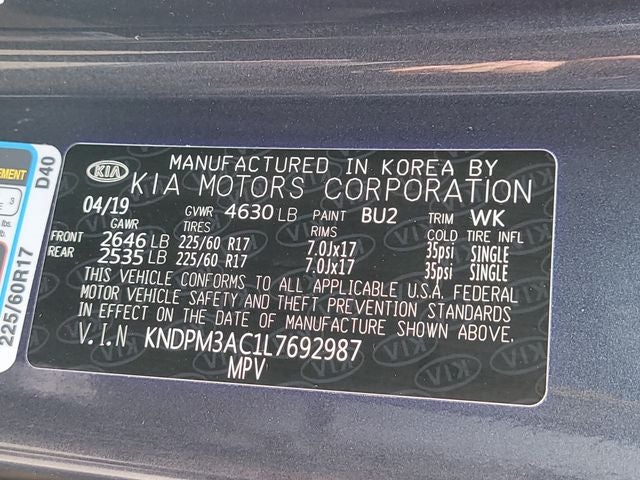 EMENT
3
E
lbs.
D40
225/60R17
KIA MANUFACTURED IN KOREA BY
KIA MOTORS CORPORATION
04/19 GVWR 4630 LB PAINT BU2 TRIM WK
GAWR TIRES RIMS COLD TIRE INFL
FRONT 2646 LB 225/60 R17 7.0Jx17 35psi SINGLE
REAR 2535 LB 225/60 R17 7.0Jx17 35psi SINGLE
THIS VEHICLE CONFORMS TO ALL APPLICABLE U.S.A. FEDERAL
MOTOR VEHICLE SAFETY AND THEFT PREVENTION STANDARDS
IN EFFECT ON THE DATE OF MANUFACTURE SHOWN ABOVE.
V.I.N KNDPM3AC1L7692987
MPV